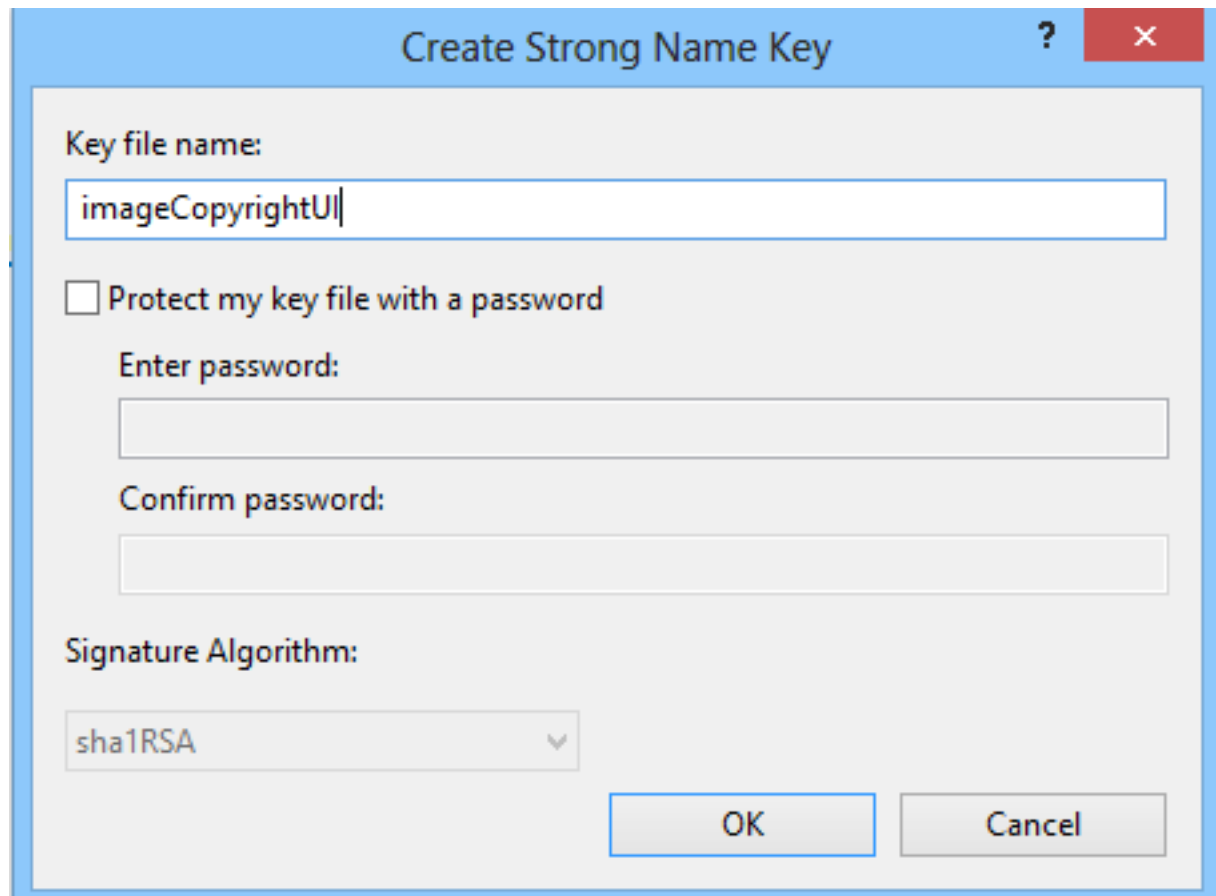 Create Strong Name Key
?
Key file name:
imageCopyrightUI
Protect my key file with a password
Enter password:
Confirm password:
Signature Algorithm:
sha1RSA
OK
Cancel